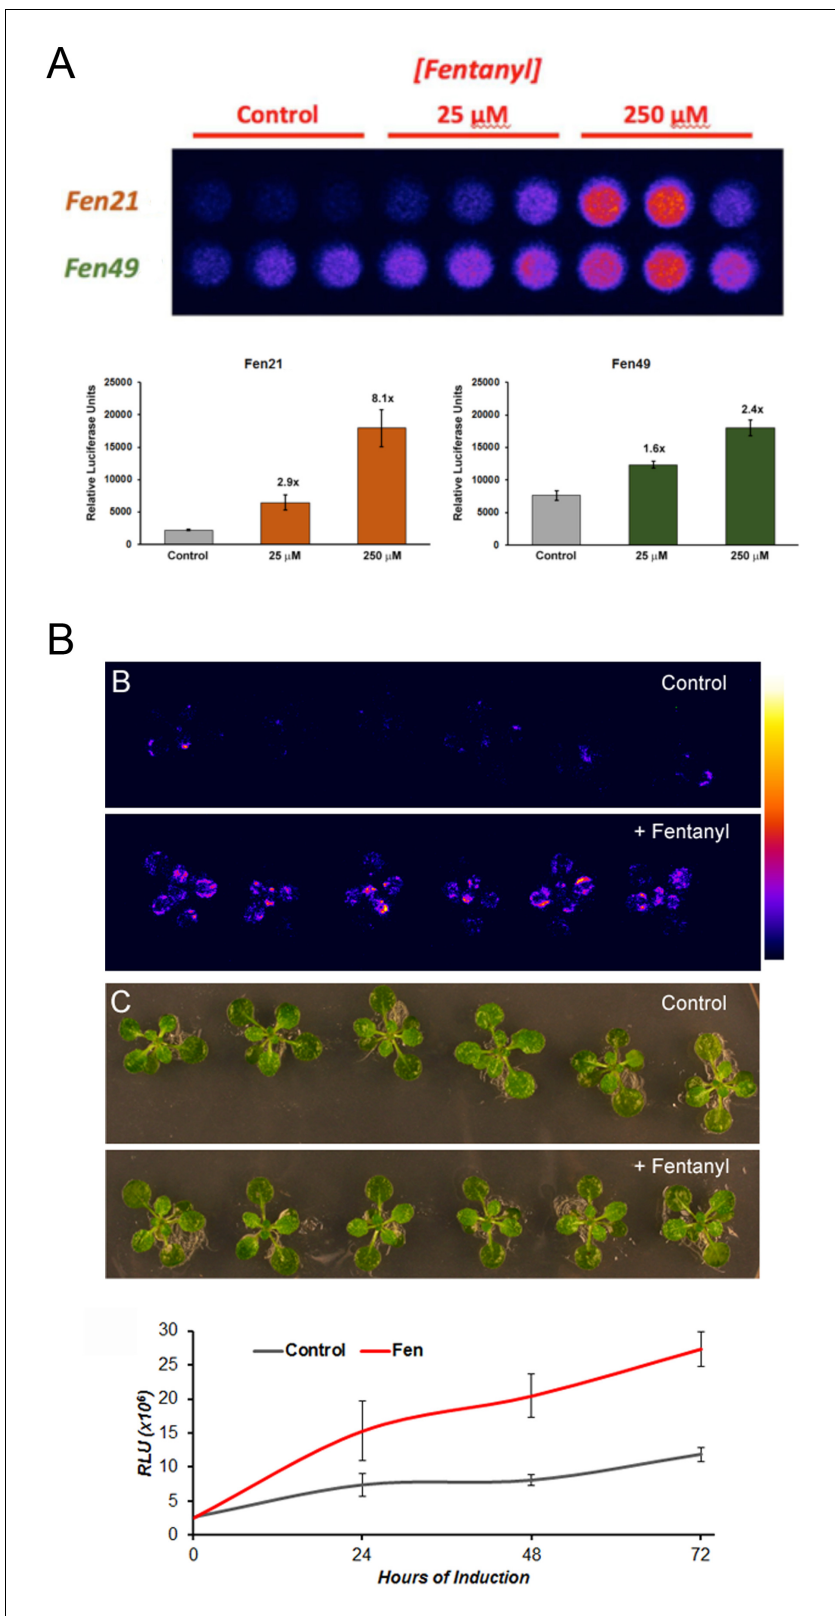 A
[Fentanyl]
Control 25 µM 250 µM
Fen21
Fen49
Fen21
Relative Luciferase Units
25000
20000
15000
10000
5000
0
2.9x
8.1x
Control 25 µM 250 µM
Fen49
Relative Luciferase Units
25000
20000
15000
10000
5000
0
1.6x
2.4x
Control 25 µM 250 µM
B
B Control
+ Fentanyl
C Control
+ Fentanyl
RLU (x10⁶)
30
25
20
15
10
5
0
Control Fen
0 24 48 72
Hours of Induction